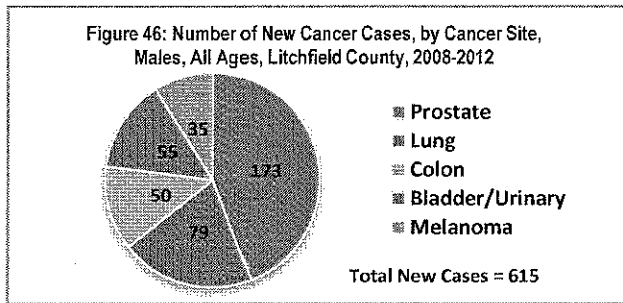 Figure 46: Number of New Cancer Cases, by Cancer Site,
Males, All Ages, Litchfield County, 2008-2012
35
55
173
50
79
Prostate
Lung
Colon
Bladder/Urinary
Melanoma
Total New Cases = 615